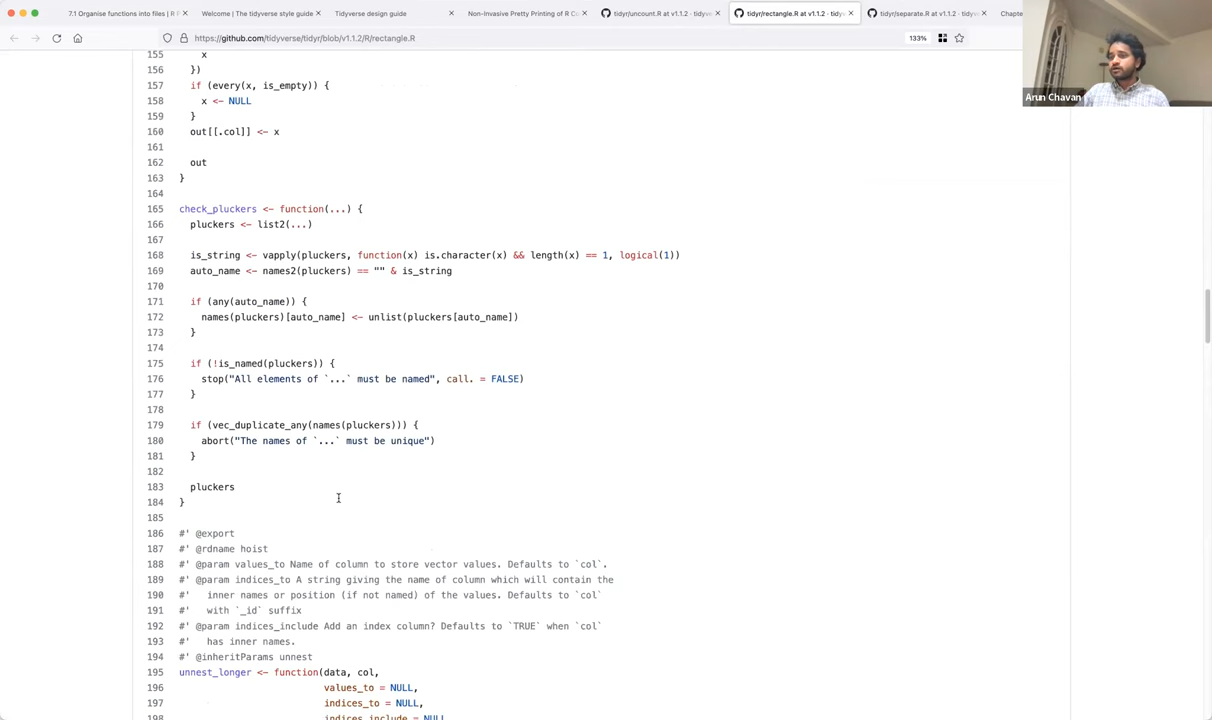 7.1 Organise functions into files | R P
Welcome | The tidyverse style guide
Tidyverse design guide
Non-Invasive Pretty Printing of R C
tidyr/uncount.R at v1.1.2 · tidyve
tidyr/rectangle.R at v1.1.2 · tidyv
tidyr/separate.R at v1.1.2 · tidyve
Chapte
https://github.com/tidyverse/tidyr/blob/v1.1.2/R/rectangle.R
133%
Arun Chavan
155 x
156 })
157 if (every(x, is_empty)) {
158 x <- NULL
159 }
160 out[[.col]] <- x
161
162 out
163 }
164
165 check_pluckers <- function(...) {
166 pluckers <- list2(...)
167
168 is_string <- vapply(pluckers, function(x) is.character(x) && length(x) == 1, logical(1))
169 auto_name <- names2(pluckers) == "" & is_string
170
171 if (any(auto_name)) {
172 names(pluckers)[auto_name] <- unlist(pluckers[auto_name])
173 }
174
175 if (!is_named(pluckers)) {
176 stop("All elements of `...` must be named", call. = FALSE)
177 }
178
179 if (vec_duplicate_any(names(pluckers))) {
180 abort("The names of `...` must be unique")
181 }
182
183 pluckers
184 }
185
186 #' @export
187 #' @rdname hoist
188 #' @param values_to Name of column to store vector values. Defaults to `col`.
189 #' @param indices_to A string giving the name of column which will contain the
190 #' inner names or position (if not named) of the values. Defaults to `col`
191 #' with `_id` suffix
192 #' @param indices_include Add an index column? Defaults to `TRUE` when `col`
193 #' has inner names.
194 #' @inheritParams unnest
195 unnest_longer <- function(data, col,
196 values_to = NULL,
197 indices_to = NULL,
198 indices_include = NULL